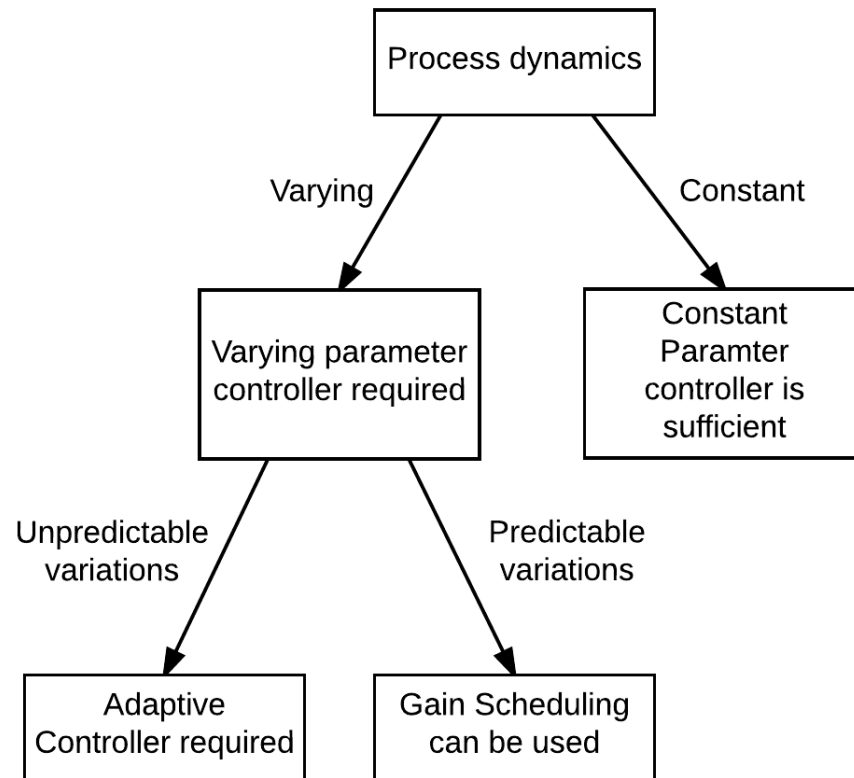 Process dynamics
Varying
Constant
Varying parameter
controller required
Constant
Paramter
controller is
sufficient
Unpredictable
variations
Predictable
variations
Adaptive
Controller required
Gain Scheduling
can be used